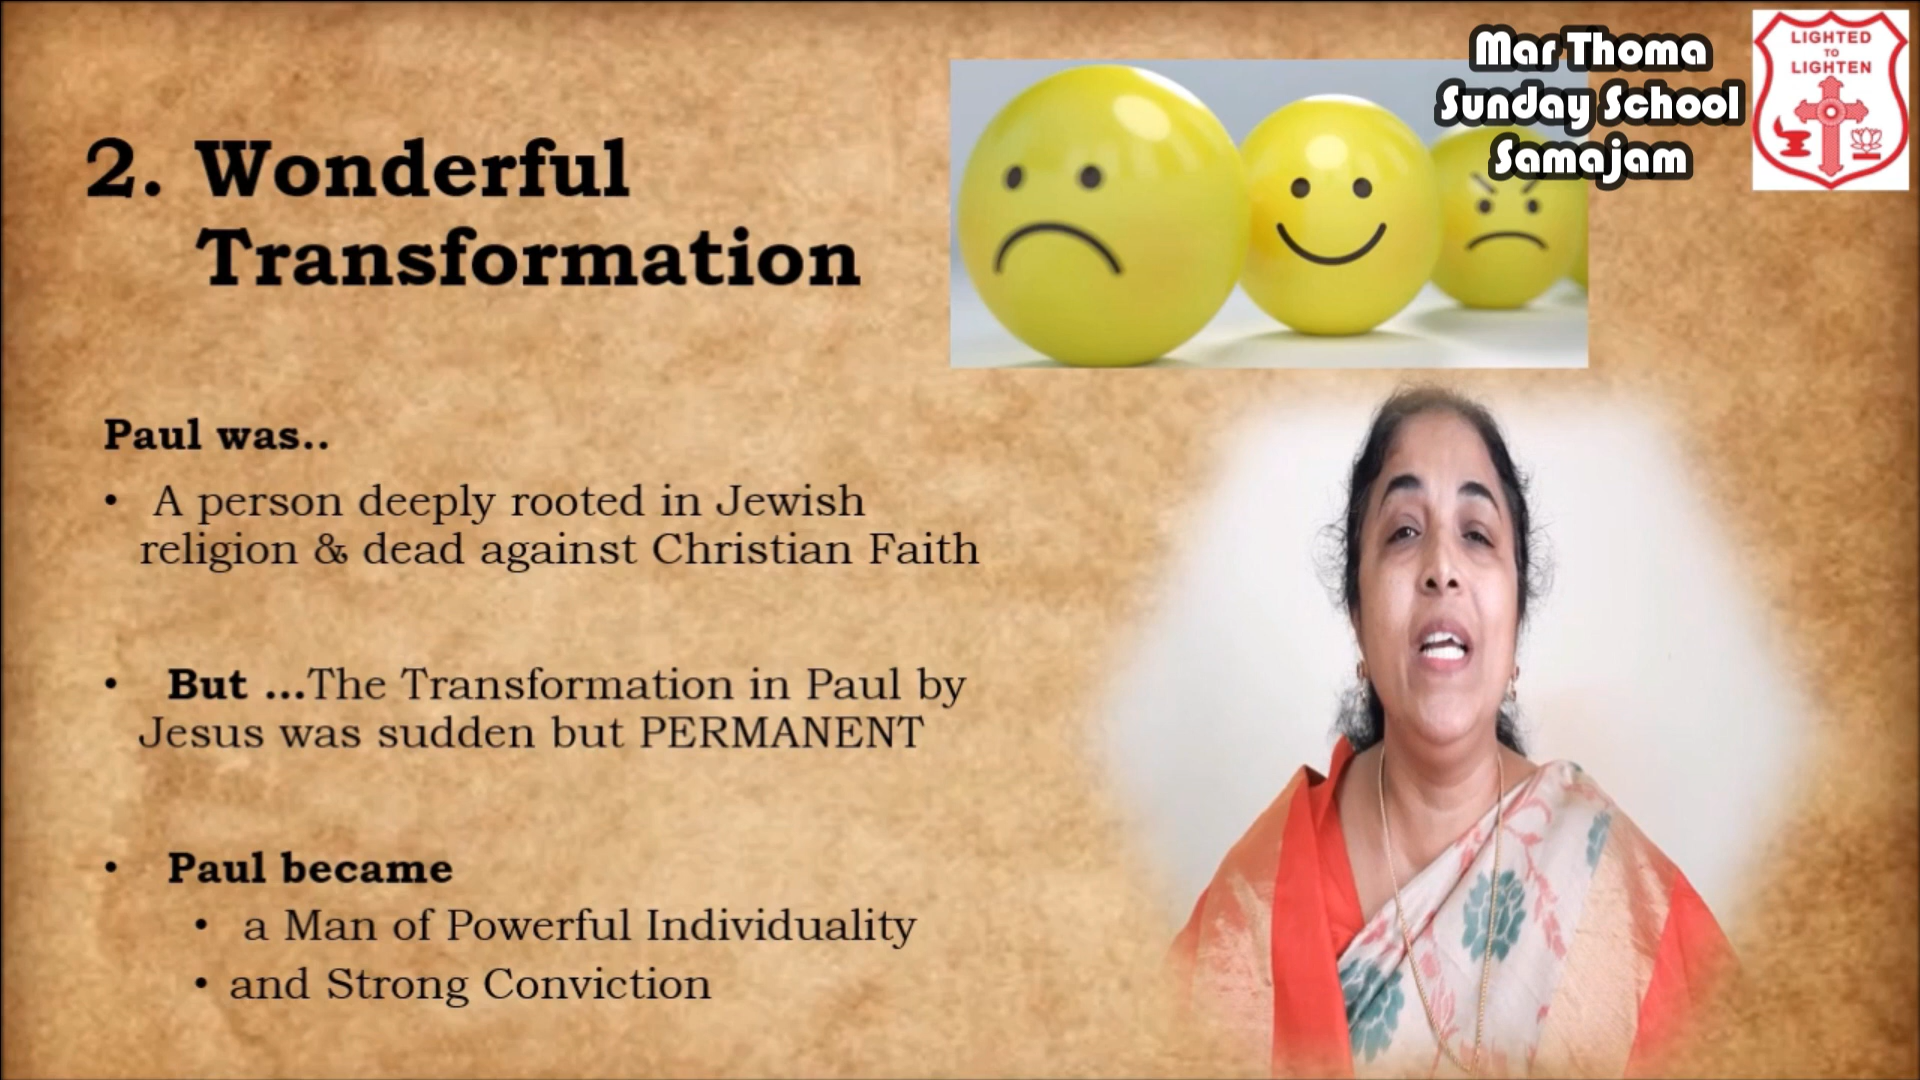 Mar Thoma
Sunday School
Samajam
LIGHTED
TO
LIGHTEN
2. Wonderful
Transformation
Paul was..
• A person deeply rooted in Jewish
religion & dead against Christian Faith
• But ...The Transformation in Paul by
Jesus was sudden but PERMANENT
• Paul became
• a Man of Powerful Individuality
• and Strong Conviction